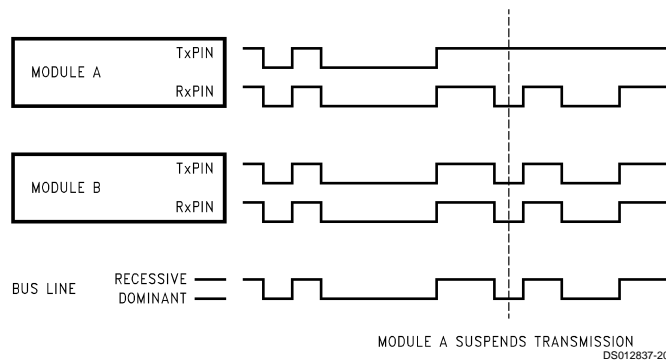 TxPIN
MODULE A
RxPIN
TxPIN
MODULE B
RxPIN
RECESSIVE
BUS LINE
DOMINANT
MODULE A SUSPENDS TRANSMISSION